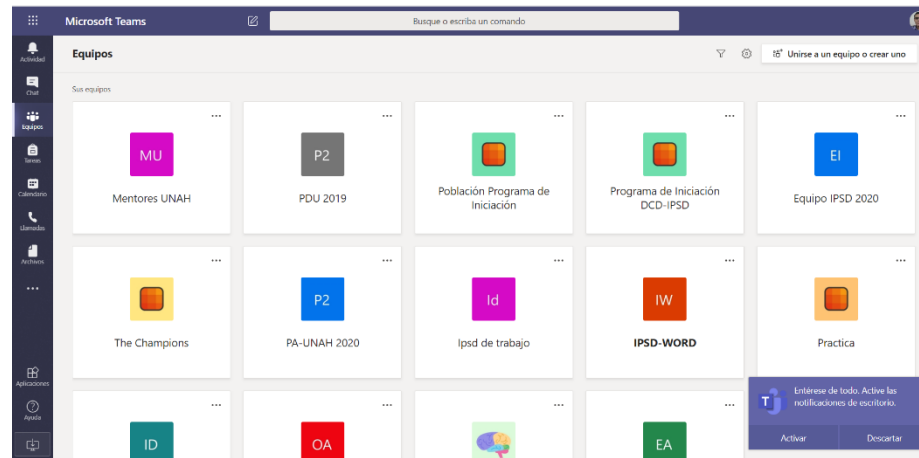 Microsoft Teams
Busque o escriba un comando
Actividad
Chat
Equipos
Tareas
Calendario
Llamadas
Archivos
...
Aplicaciones
Ayuda
Equipos
Unirse a un equipo o crear uno
Sus equipos
MU
Mentores UNAH
P2
PDU 2019
Población Programa de
Iniciación
Programa de Iniciación
DCD-IPSD
EI
Equipo IPSD 2020
The Champions
P2
PA-UNAH 2020
Id
Ipsd de trabajo
IW
IPSD-WORD
Practica
ID
OA
EA
T
Entérese de todo. Active las
notificaciones de escritorio.
Activar
Descartar